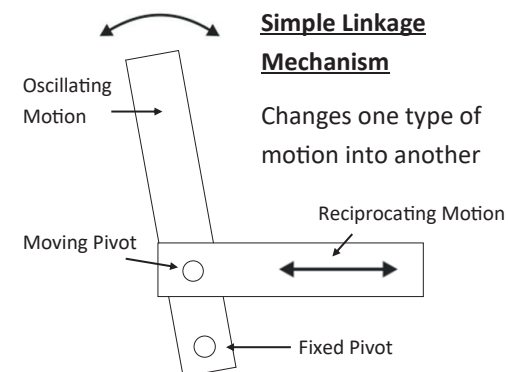 Simple Linkage
Mechanism
Oscillating
Motion
Changes one type of
motion into another
Reciprocating Motion
Moving Pivot
Fixed Pivot